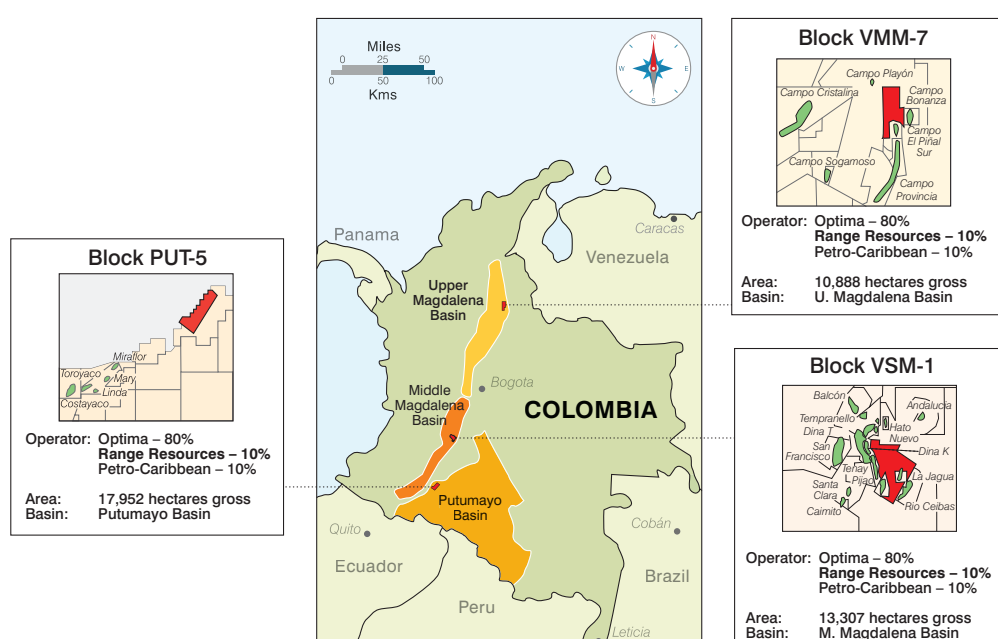 Miles
0 25 50
0 50 100
Kms
N
W E
S
Panama
Caracas
Venezuela
Upper
Magdalena
Basin
Middle
Magdalena
Basin
Bogota
COLOMBIA
Putumayo
Basin
Quito
Ecuador
Cobán
Brazil
Peru
Leticia
Block PUT-5
Miraflor
Toroyaco
Mary
Linda
Costayaco
Operator: Optima – 80%
Range Resources – 10%
Petro-Caribbean – 10%
Area: 17,952 hectares gross
Basin: Putumayo Basin
Block VMM-7
Campo Playón
Campo Cristalina
Campo
Bonanza
Campo
El Piñal
Sur
Campo Sogamoso
Campo
Provincia
Operator: Optima – 80%
Range Resources – 10%
Petro-Caribbean – 10%
Area: 10,888 hectares gross
Basin: U. Magdalena Basin
Block VSM-1
Balcón
Andalucia
Tempranello
Dina T
Hato
Nuevo
San
Francisco
Dina K
Tenay
Pijao
La Jagua
Santa
Clara
Rio Ceibas
Caimito
Operator: Optima – 80%
Range Resources – 10%
Petro-Caribbean – 10%
Area: 13,307 hectares gross
Basin: M. Magdalena Basin